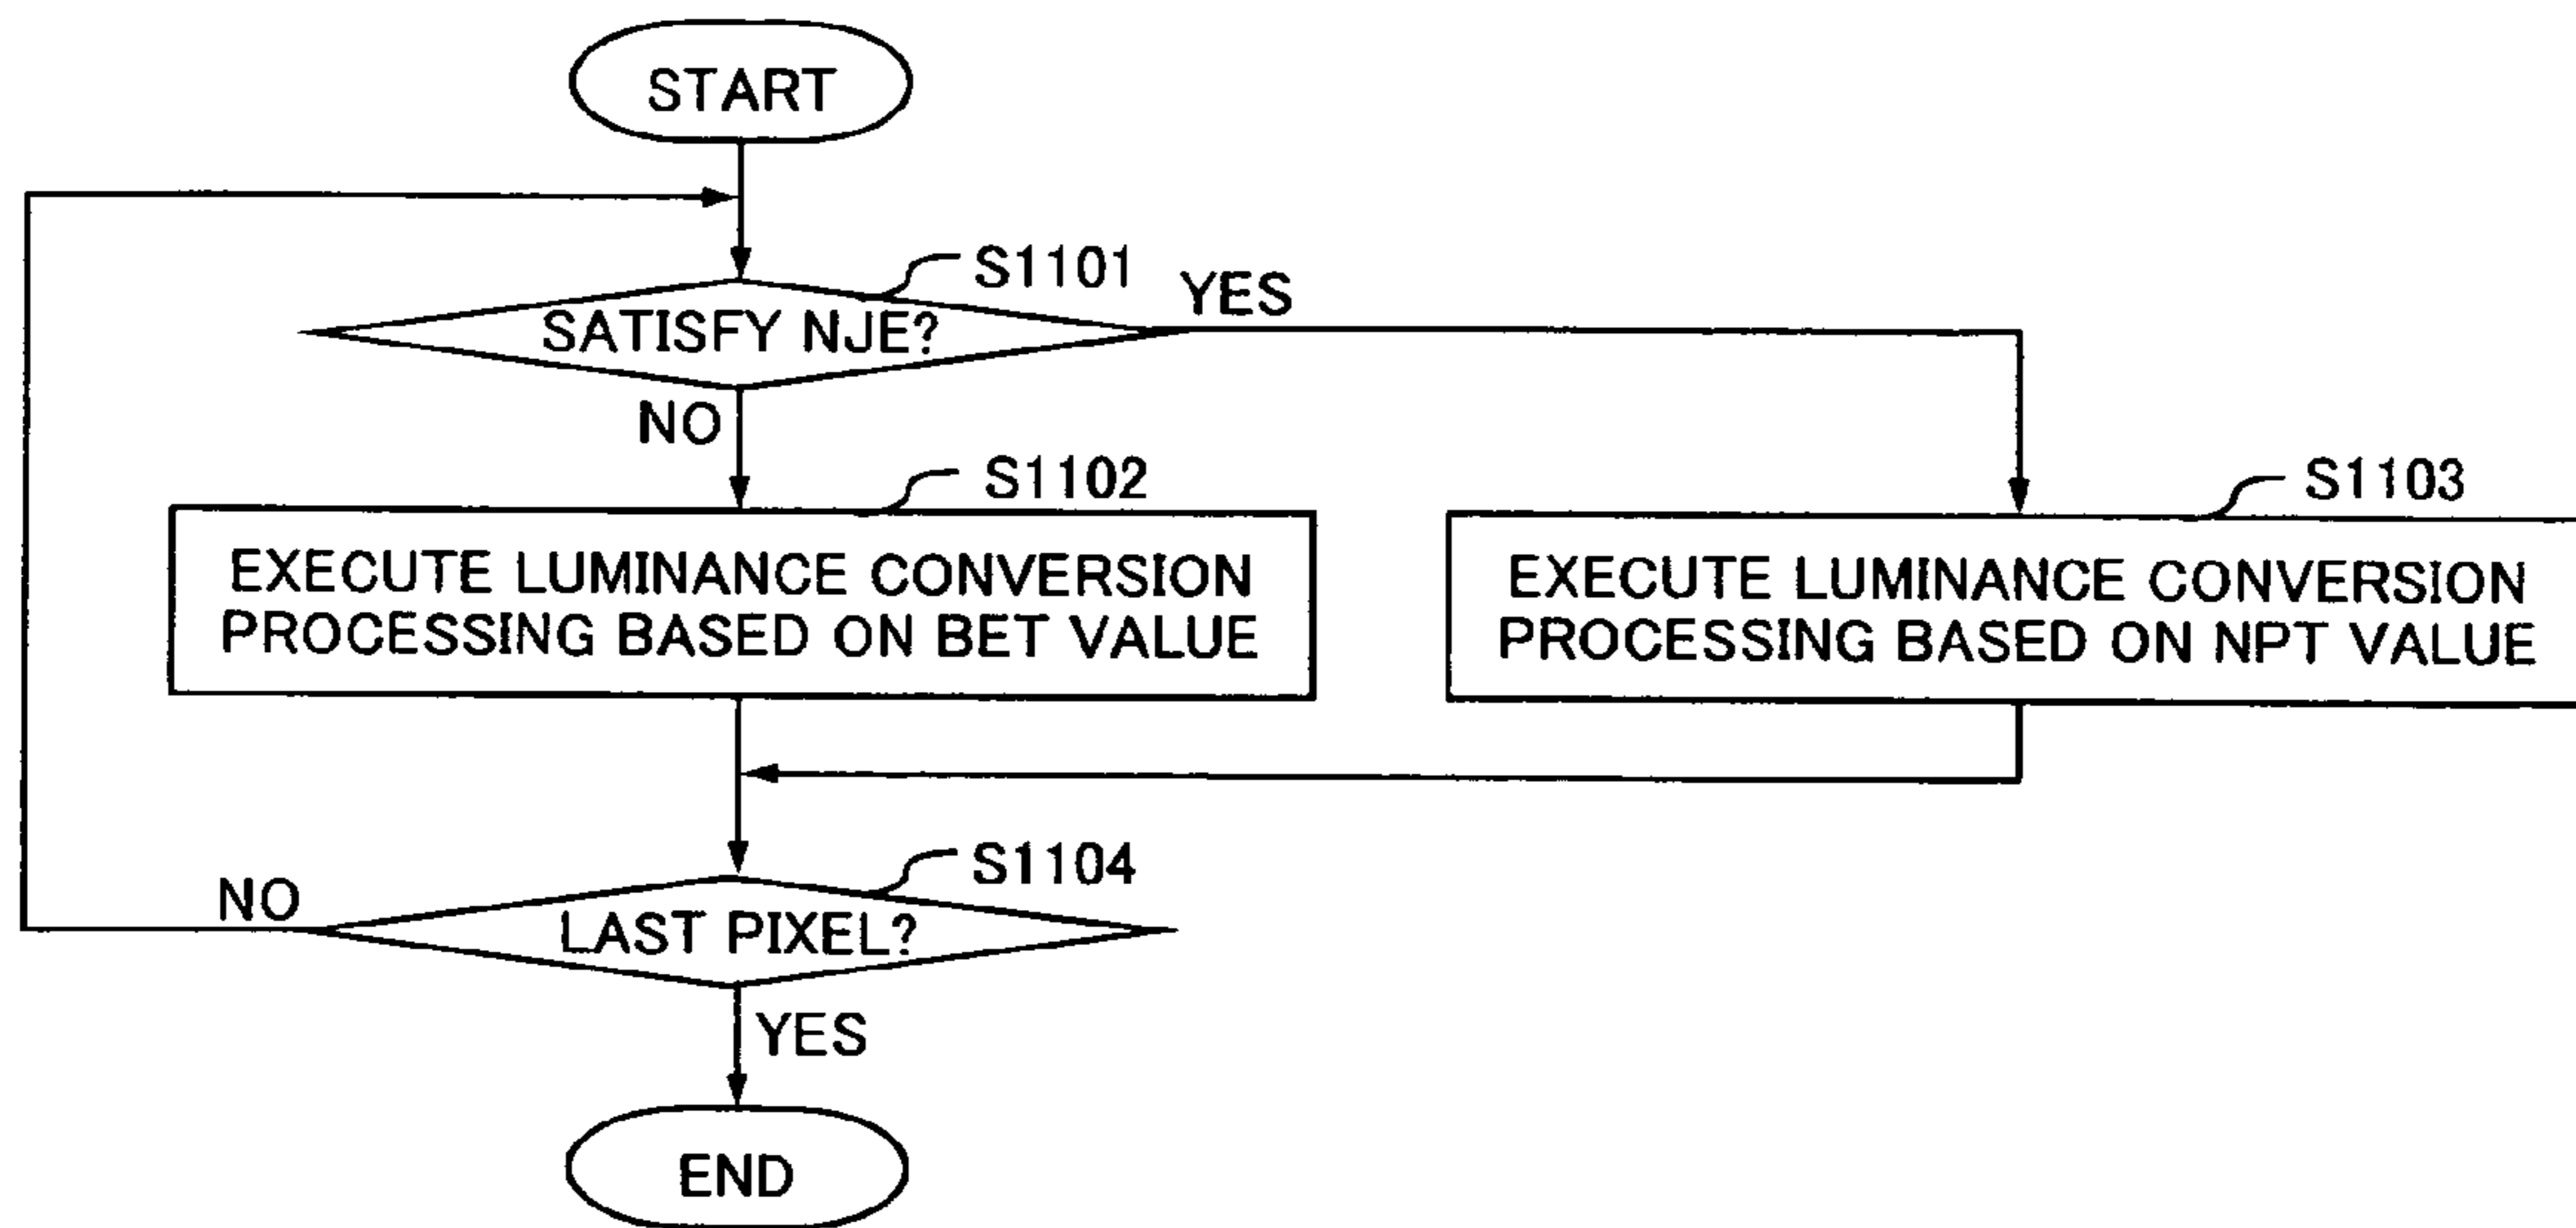 START
S1101
SATISFY NJE?
YES
NO
S1102
EXECUTE LUMINANCE CONVERSION
PROCESSING BASED ON BET VALUE
S1103
EXECUTE LUMINANCE CONVERSION
PROCESSING BASED ON NPT VALUE
S1104
LAST PIXEL?
NO
YES
END